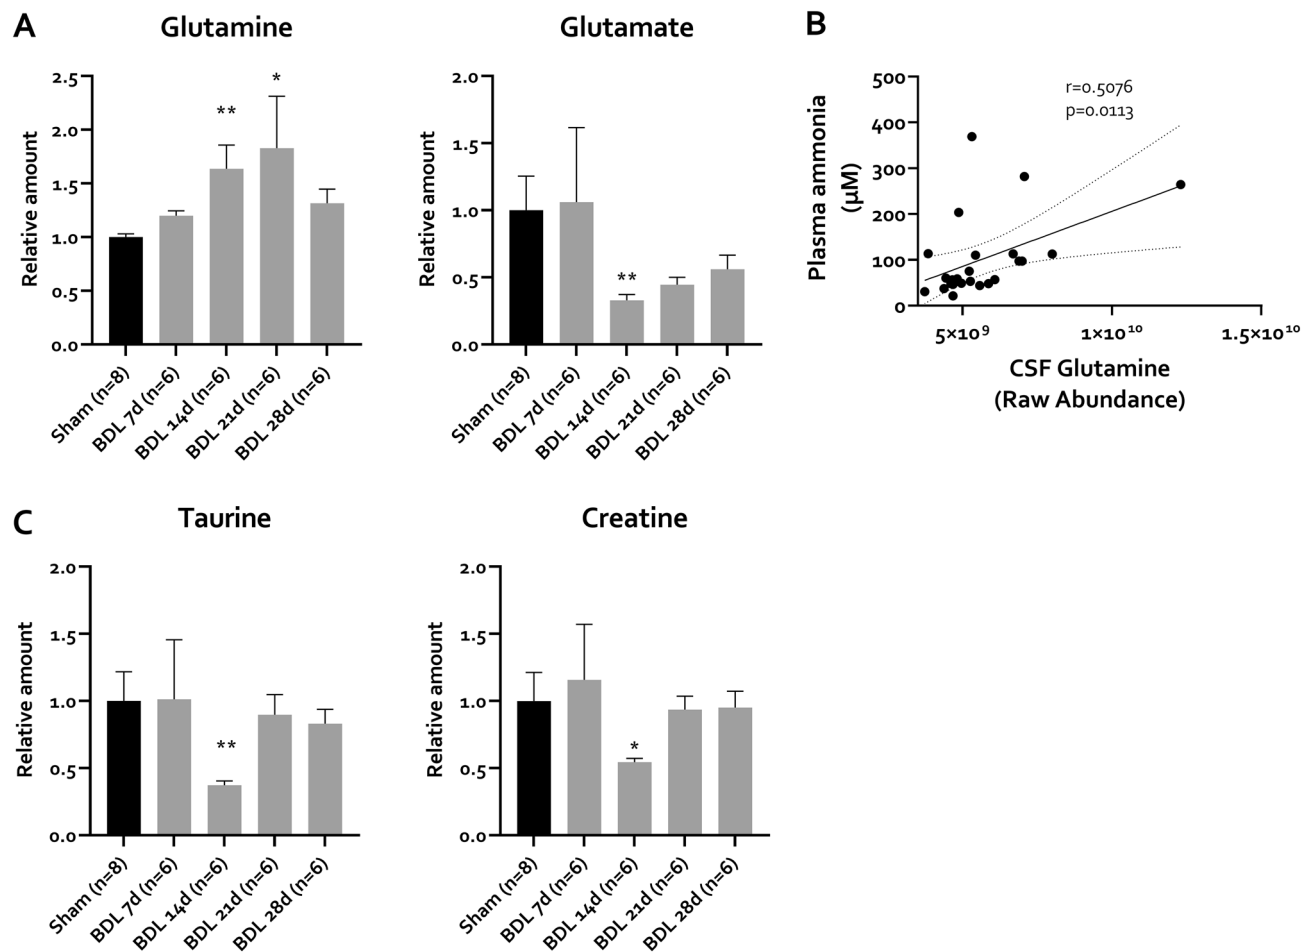 A
Glutamine
Relative amount
2.5
2.0
1.5
1.0
0.5
0.0
**
*
Sham (n=8)
BDL 7d (n=6)
BDL 14d (n=6)
BDL 21d (n=6)
BDL 28d (n=6)
Glutamate
Relative amount
2.0
1.5
1.0
0.5
0.0
**
Sham (n=8)
BDL 7d (n=6)
BDL 14d (n=6)
BDL 21d (n=6)
BDL 28d (n=6)
B
Plasma ammonia
(µM)
500
400
300
200
100
0
r=0.5076
p=0.0113
5×10⁹
1×10¹⁰
1.5×10¹⁰
CSF Glutamine
(Raw Abundance)
C
Taurine
Relative amount
2.0
1.5
1.0
0.5
0.0
**
Sham (n=8)
BDL 7d (n=6)
BDL 14d (n=6)
BDL 21d (n=6)
BDL 28d (n=6)
Creatine
Relative amount
2.0
1.5
1.0
0.5
0.0
*
Sham (n=8)
BDL 7d (n=6)
BDL 14d (n=6)
BDL 21d (n=6)
BDL 28d (n=6)